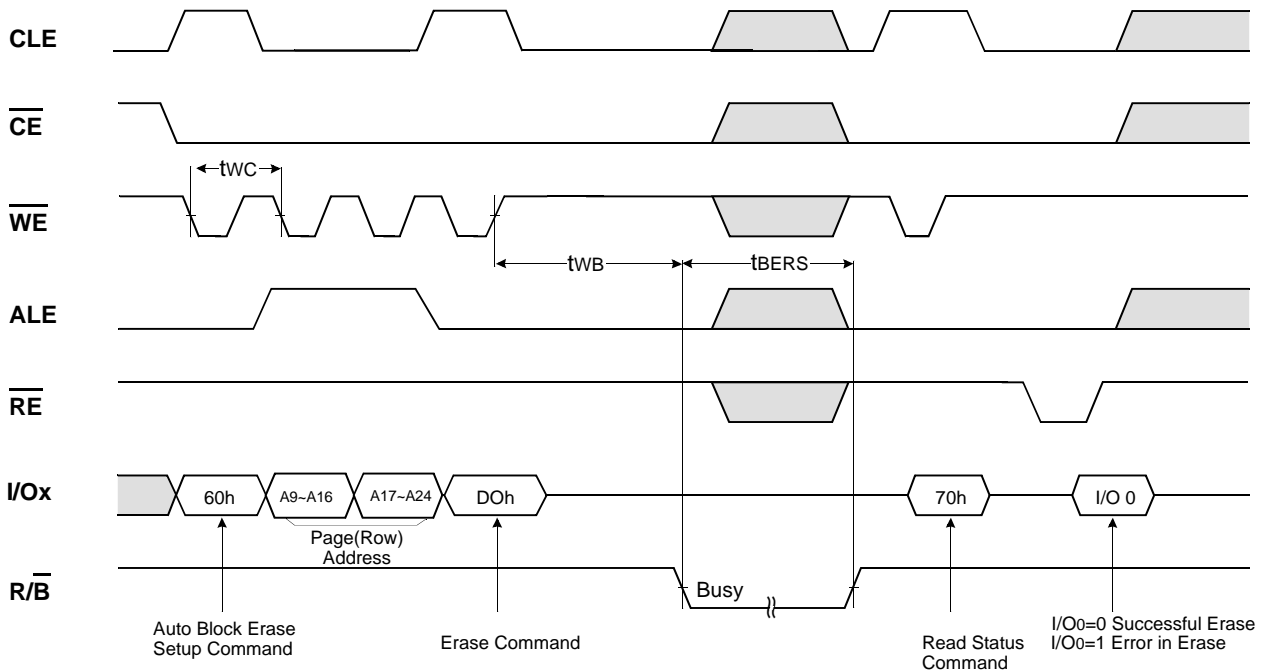 CLE
CE
tWC
WE
tWB
tBERS
ALE
RE
I/Ox
60h
A9~A16
A17~A24
DOh
70h
I/O 0
Page(Row)
Address
R/B
Busy
Auto Block Erase
Setup Command
Erase Command
Read Status
Command
I/O0=0 Successful Erase
I/O0=1 Error in Erase